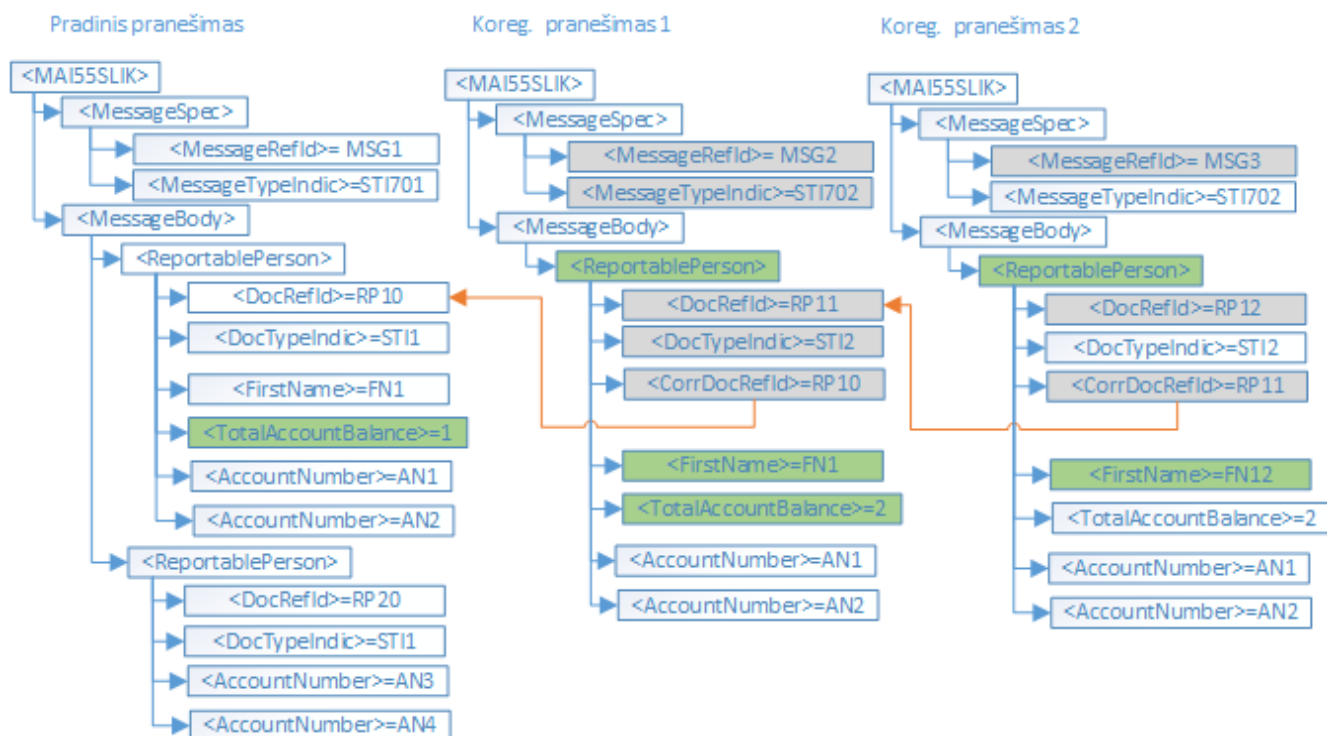 Pradinis pranešimas
<MAI55SLIK>
<MessageSpec>
<MessageRefId>= MSG1
<MessageTypeIndic>=STI701
<MessageBody>
<ReportablePerson>
<DocRefId>=RP10
<DocTypeIndic>=STI1
<FirstName>=FN1
<TotalAccountBalance>=1
<AccountNumber>=AN1
<AccountNumber>=AN2
<ReportablePerson>
<DocRefId>=RP20
<DocTypeIndic>=STI1
<AccountNumber>=AN3
<AccountNumber>=AN4
Koreg. pranešimas 1
<MAI55SLIK>
<MessageSpec>
<MessageRefId>= MSG2
<MessageTypeIndic>=STI702
<MessageBody>
<ReportablePerson>
<DocRefId>=RP11
<DocTypeIndic>=STI2
<CorrDocRefId>=RP10
<FirstName>=FN1
<TotalAccountBalance>=2
<AccountNumber>=AN1
<AccountNumber>=AN2
Koreg. pranešimas 2
<MAI55SLIK>
<MessageSpec>
<MessageRefId>= MSG3
<MessageTypeIndic>=STI702
<MessageBody>
<ReportablePerson>
<DocRefId>=RP12
<DocTypeIndic>=STI2
<CorrDocRefId>=RP11
<FirstName>=FN12
<TotalAccountBalance>=2
<AccountNumber>=AN1
<AccountNumber>=AN2